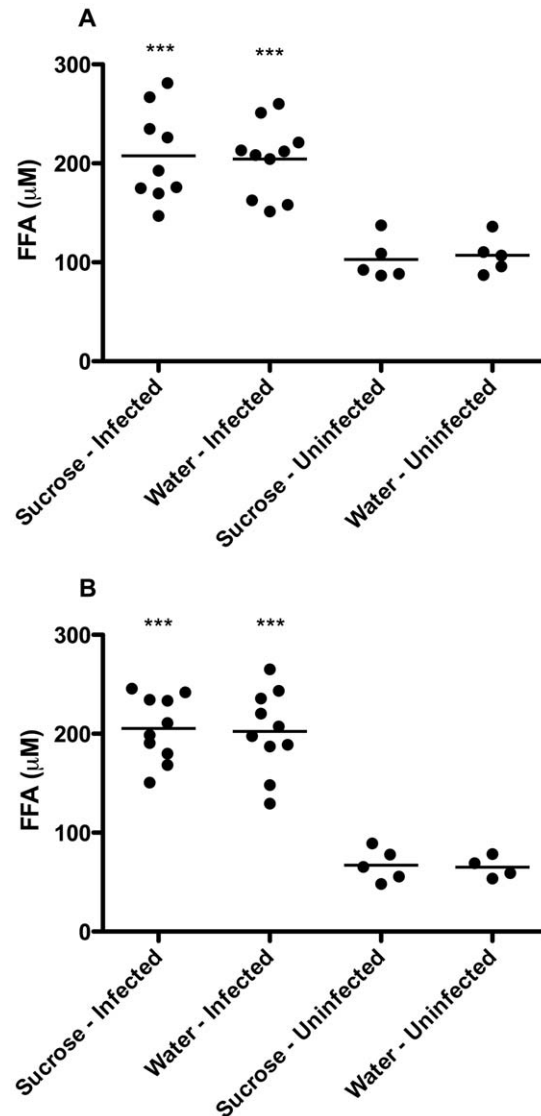 A
*** ***
300
200
100
0
FFA (μM)
Sucrose - Infected
Water - Infected
Sucrose - Uninfected
Water - Uninfected
B
*** ***
300
200
100
0
FFA (μM)
Sucrose - Infected
Water - Infected
Sucrose - Uninfected
Water - Uninfected